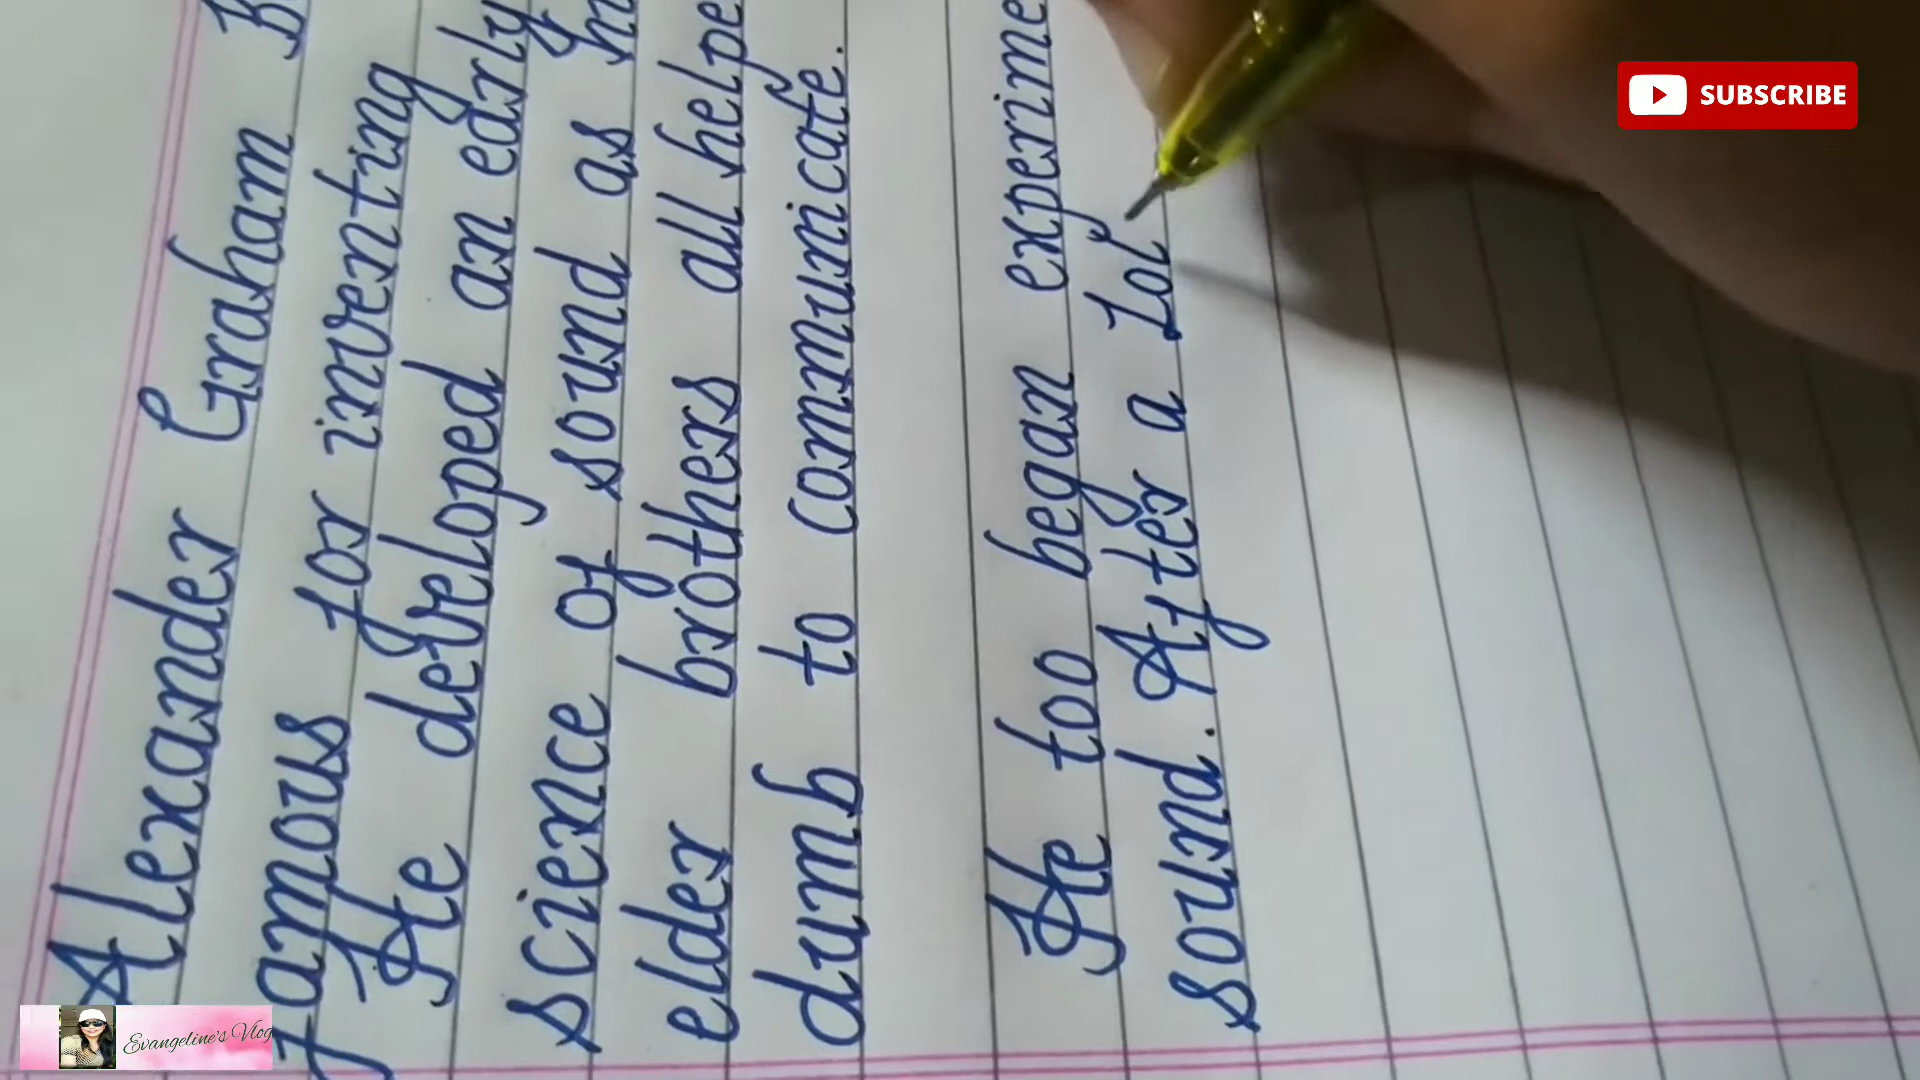 Alexander Graham B
famous for inventing
He developed an early
science of sound as
elder brothers all helpe
dumb to communicate.
He too began experime
sound. After a Lot
SUBSCRIBE
Evangeline's Vlog